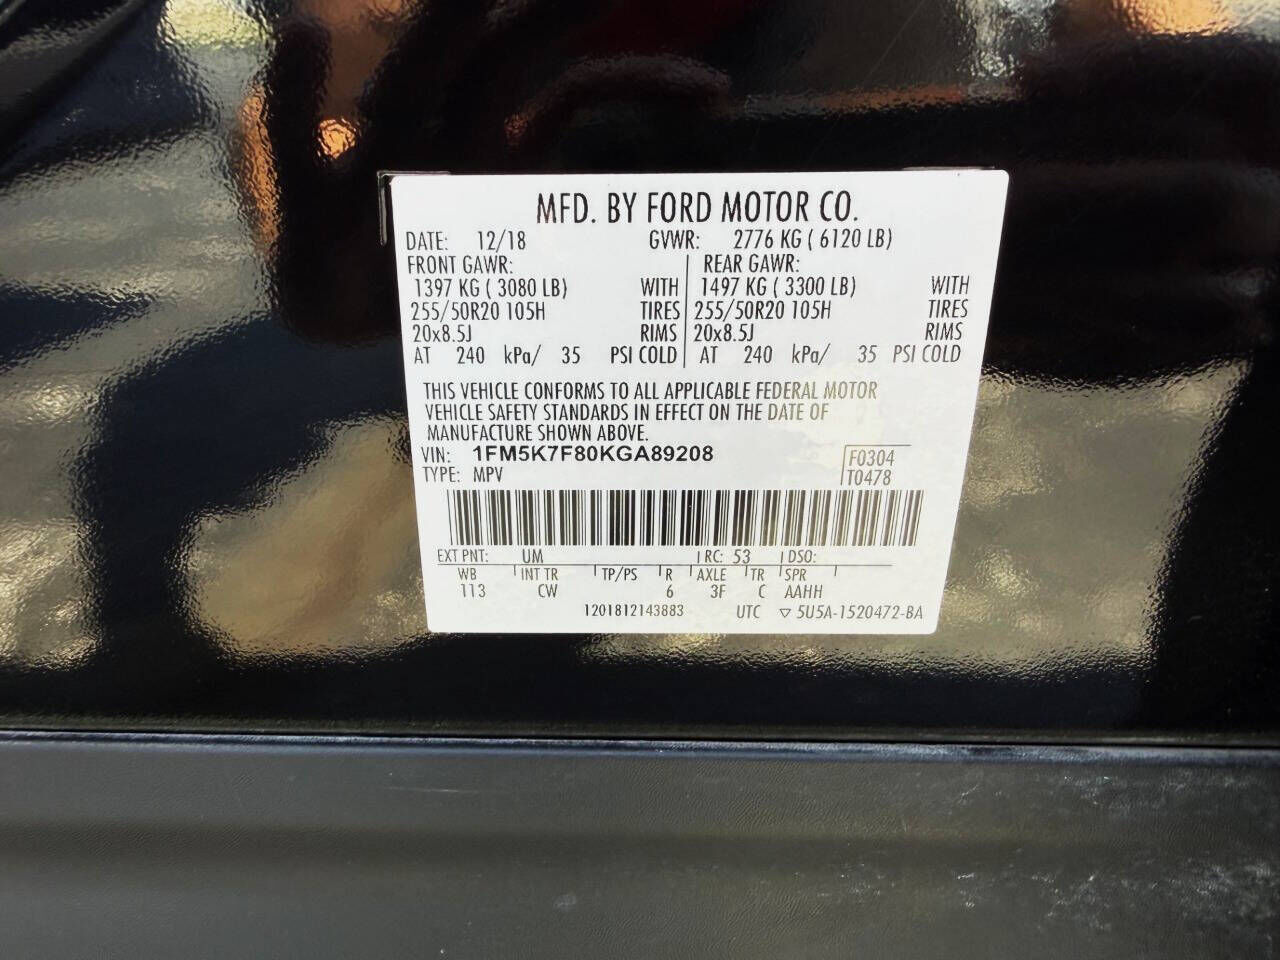 MFD. BY FORD MOTOR CO.
DATE: 12/18 GVWR: 2776 KG ( 6120 LB)
FRONT GAWR: REAR GAWR:
1397 KG ( 3080 LB) WITH 1497 KG ( 3300 LB) WITH
255/50R20 105H TIRES 255/50R20 105H TIRES
20x8.5J RIMS 20x8.5J RIMS
AT 240 kPa/ 35 PSI COLD AT 240 kPa/ 35 PSI COLD
THIS VEHICLE CONFORMS TO ALL APPLICABLE FEDERAL MOTOR
VEHICLE SAFETY STANDARDS IN EFFECT ON THE DATE OF
MANUFACTURE SHOWN ABOVE.
VIN: 1FM5K7F80KGA89208 F0304
TYPE: MPV T0478
EXT PNT: UM RC: 53 DSO:
WB INT TR TP/PS R AXLE TR SPR
113 CW 6 3F C AAHH
1201812143883 UTC ▽ 5U5A-1520472-BA